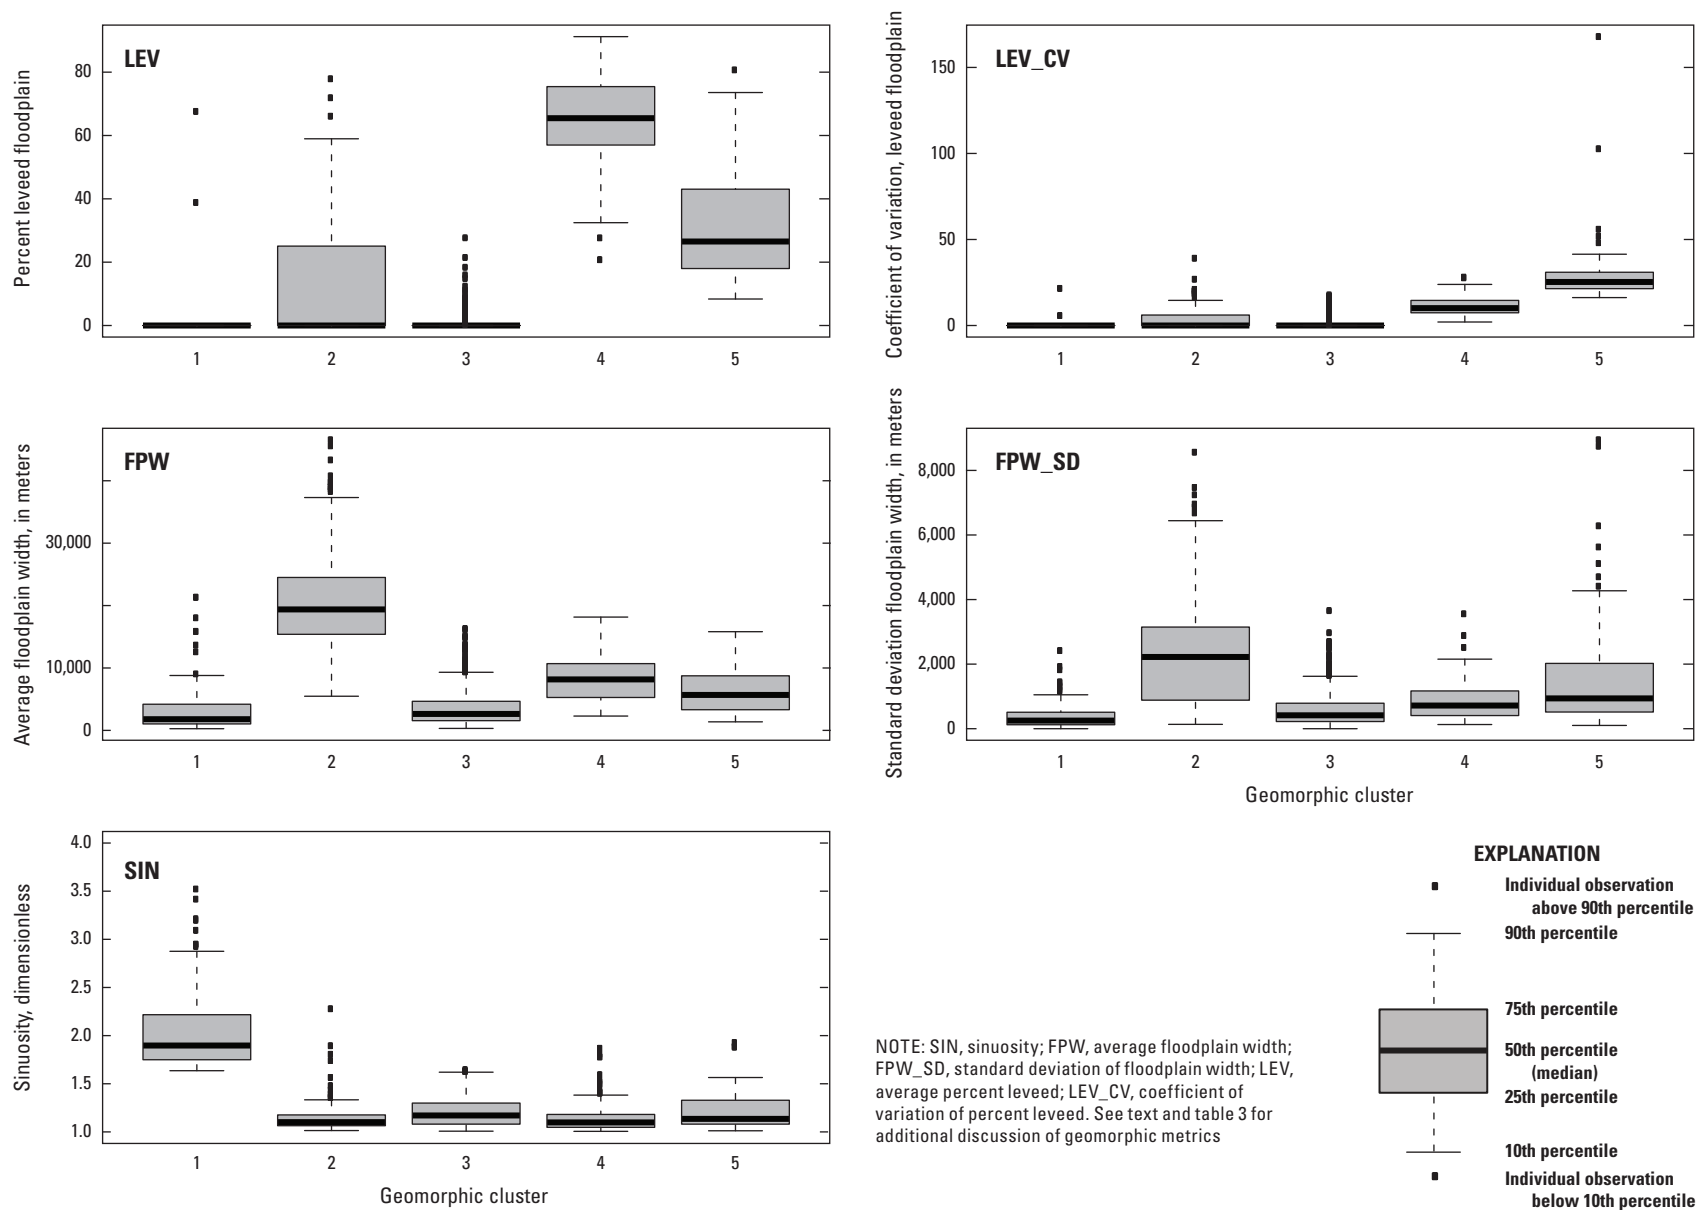 LEV
Percent leveed floodplain
80
60
40
20
0
1 2 3 4 5
LEV_CV
Coefficient of variation, leveed floodplain
150
100
50
0
1 2 3 4 5
FPW
Average floodplain width, in meters
30,000
10,000
0
1 2 3 4 5
FPW_SD
Standard deviation floodplain width, in meters
8,000
6,000
4,000
2,000
0
1 2 3 4 5
Geomorphic cluster
SIN
Sinuosity, dimensionless
4.0
3.5
3.0
2.5
2.0
1.5
1.0
1 2 3 4 5
Geomorphic cluster
NOTE: SIN, sinuosity; FPW, average floodplain width;
FPW_SD, standard deviation of floodplain width; LEV,
average percent leveed; LEV_CV, coefficient of
variation of percent leveed. See text and table 3 for
additional discussion of geomorphic metrics
EXPLANATION
Individual observation
above 90th percentile
90th percentile
75th percentile
50th percentile
(median)
25th percentile
10th percentile
Individual observation
below 10th percentile